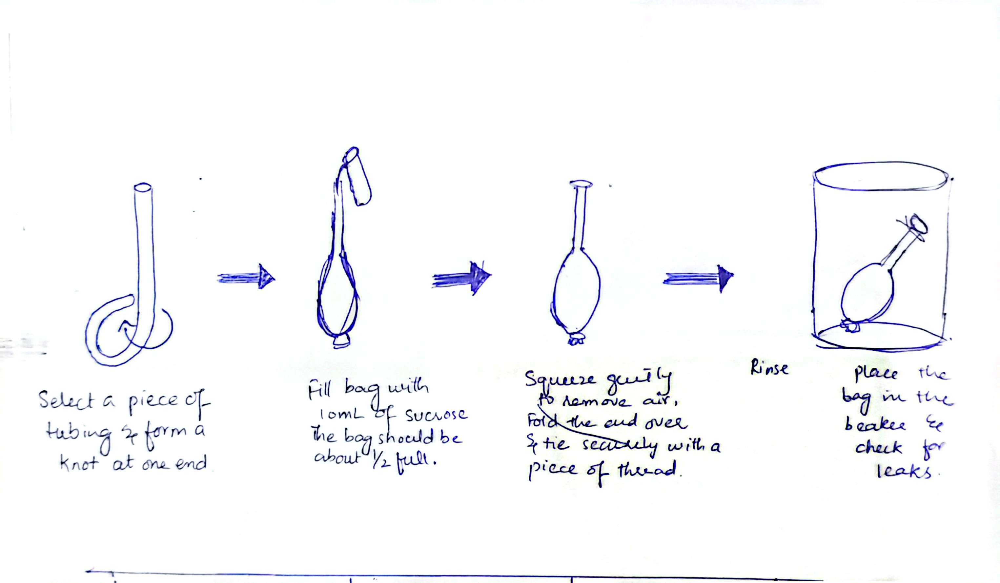 Select a piece of
tubing & form a
knot at one end
Fill bag with
10mL of sucrose
The bag should be
about 1/2 full.
Squeeze gently
to remove air,
Fold the end over
& tie securely with a
piece of thread.
Rinse
place the
bag in the
beaker &
check for
leaks.